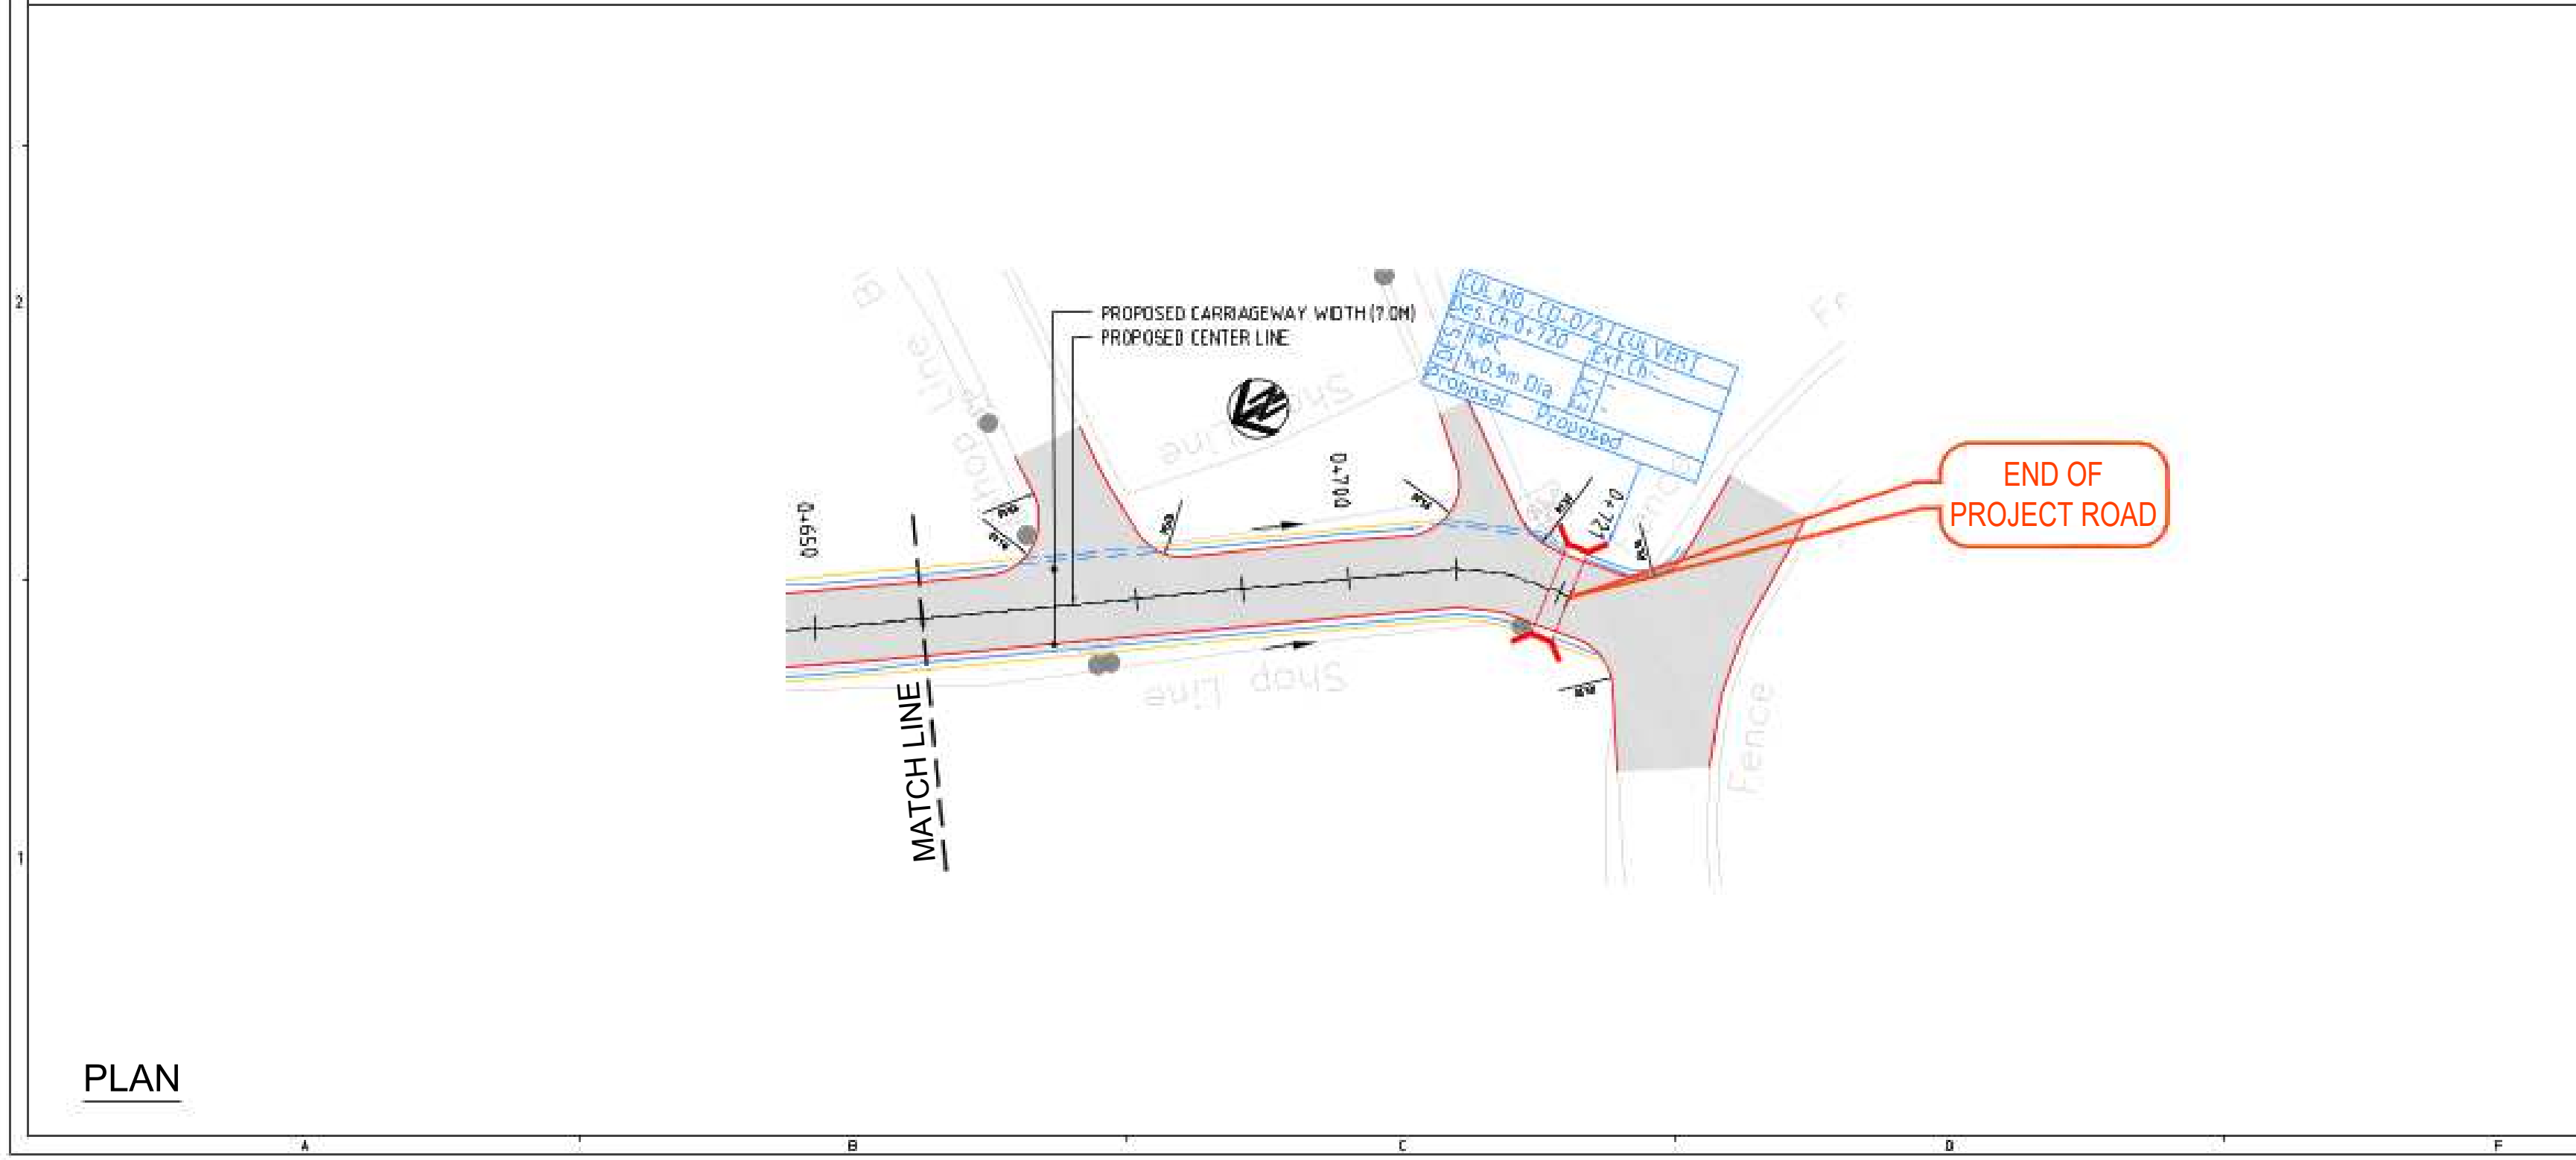 2
1
PROPOSED CARRIAGEWAY WIDTH (7.0M)
PROPOSED CENTER LINE
CUL NO.:CD-0/2 CULVERT
Des.Ch:0+720 Ext.Ch:-
DES HPC EXT -
1x0.9m Dia -
Proposal- Proposed
Shop Line
Shop Line
Shop Line
0+650
0+700
0+721
END OF
PROJECT ROAD
MATCH LINE
Fence
PLAN
A B C D